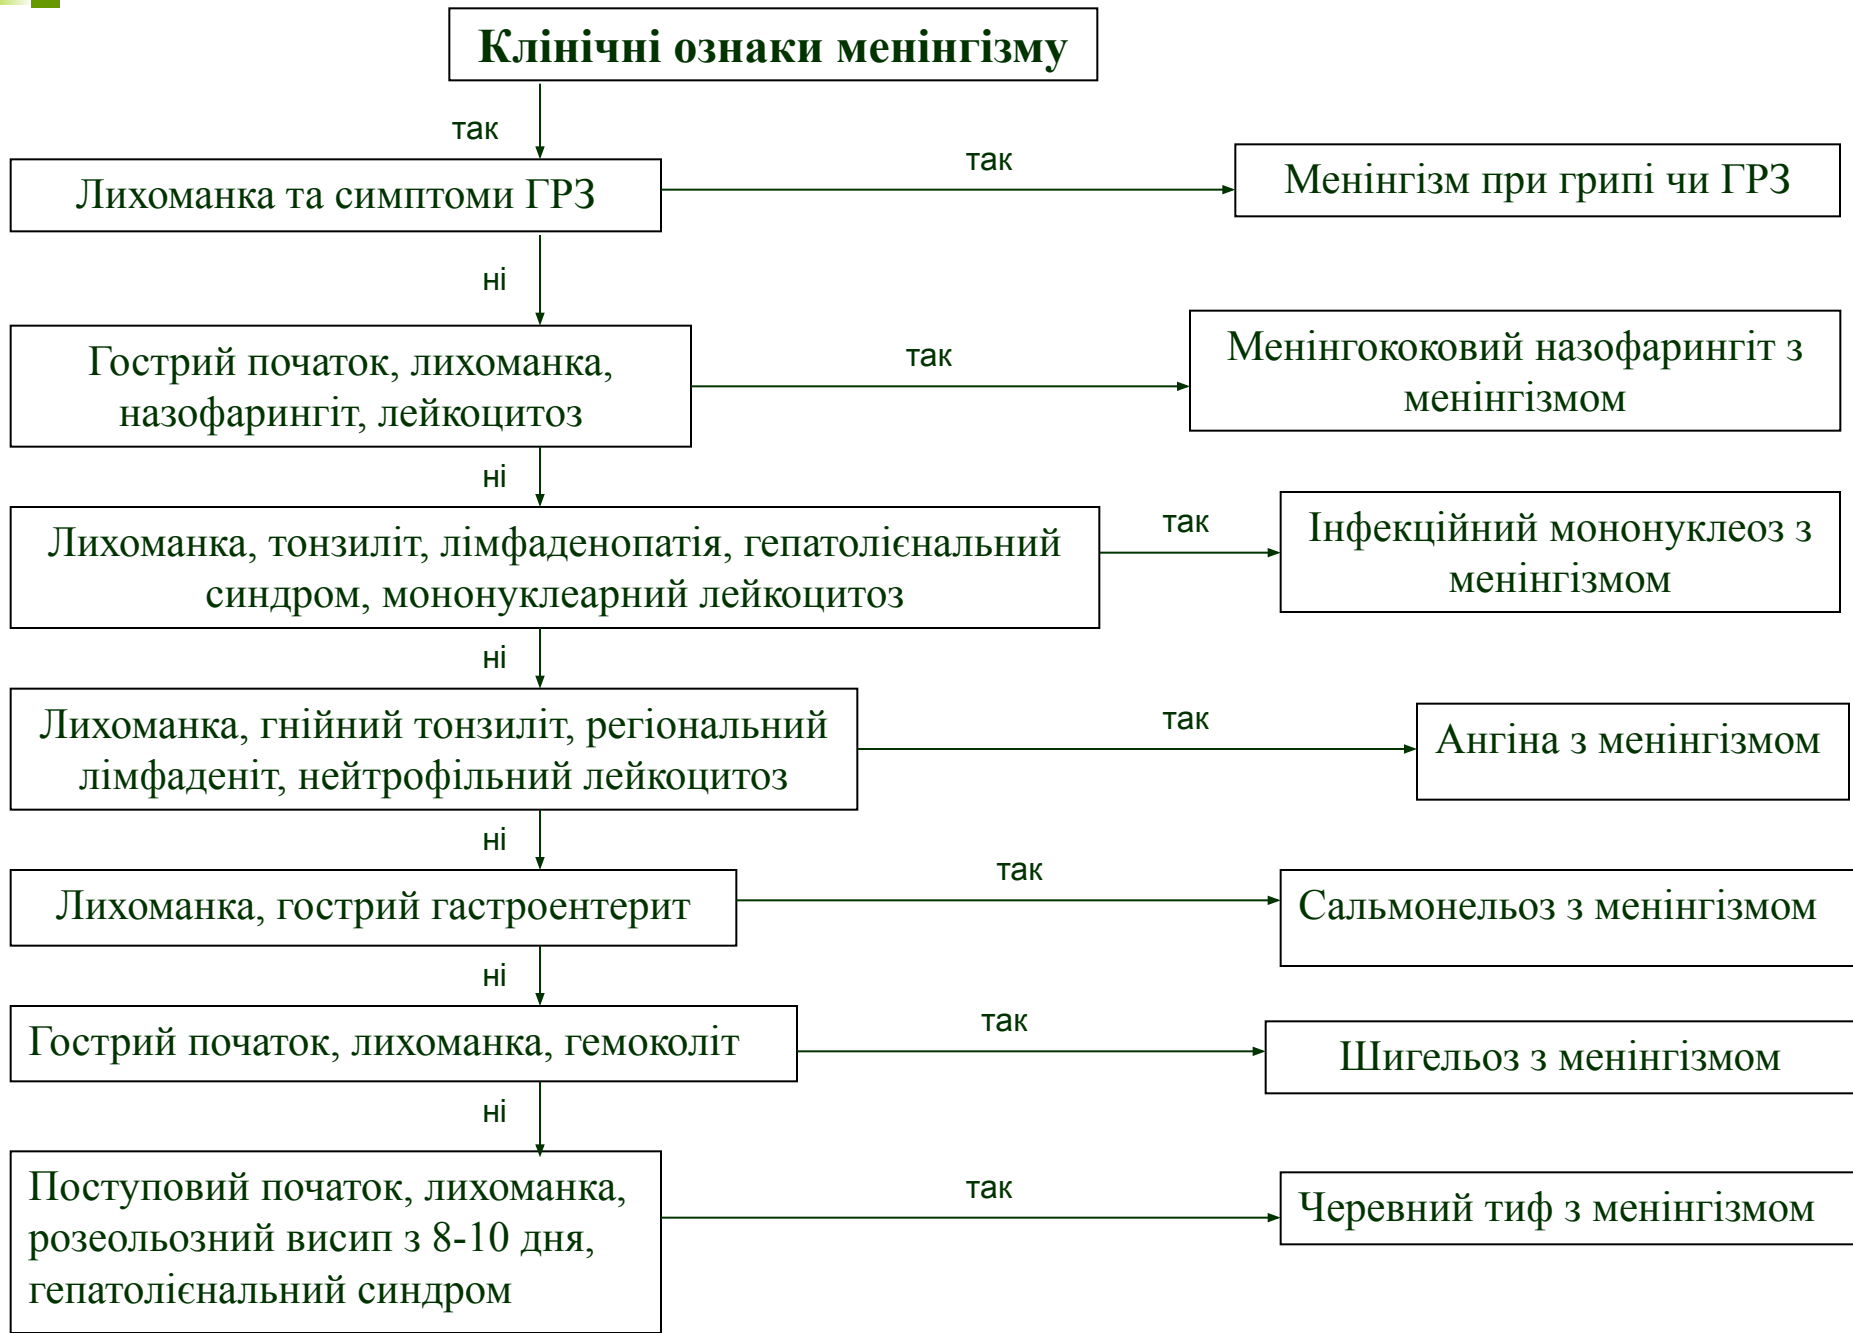 Клінічні ознаки менінгізму
так
Лихоманка та симптоми ГРЗ
так
Менінгізм при грипі чи ГРЗ
ні
Гострий початок, лихоманка,
назофарингіт, лейкоцитоз
так
Менінгококовий назофарингіт з
менінгізмом
ні
Лихоманка, тонзиліт, лімфаденопатія, гепатолієнальний
синдром, мононуклеарний лейкоцитоз
так
Інфекційний мононуклеоз з
менінгізмом
ні
Лихоманка, гнійний тонзиліт, регіональний
лімфаденіт, нейтрофільний лейкоцитоз
так
Ангіна з менінгізмом
ні
Лихоманка, гострий гастроентерит
так
Сальмонельоз з менінгізмом
ні
Гострий початок, лихоманка, гемоколіт
так
Шигельоз з менінгізмом
ні
Поступовий початок, лихоманка,
розеольозний висип з 8-10 дня,
гепатолієнальний синдром
так
Черевний тиф з менінгізмом